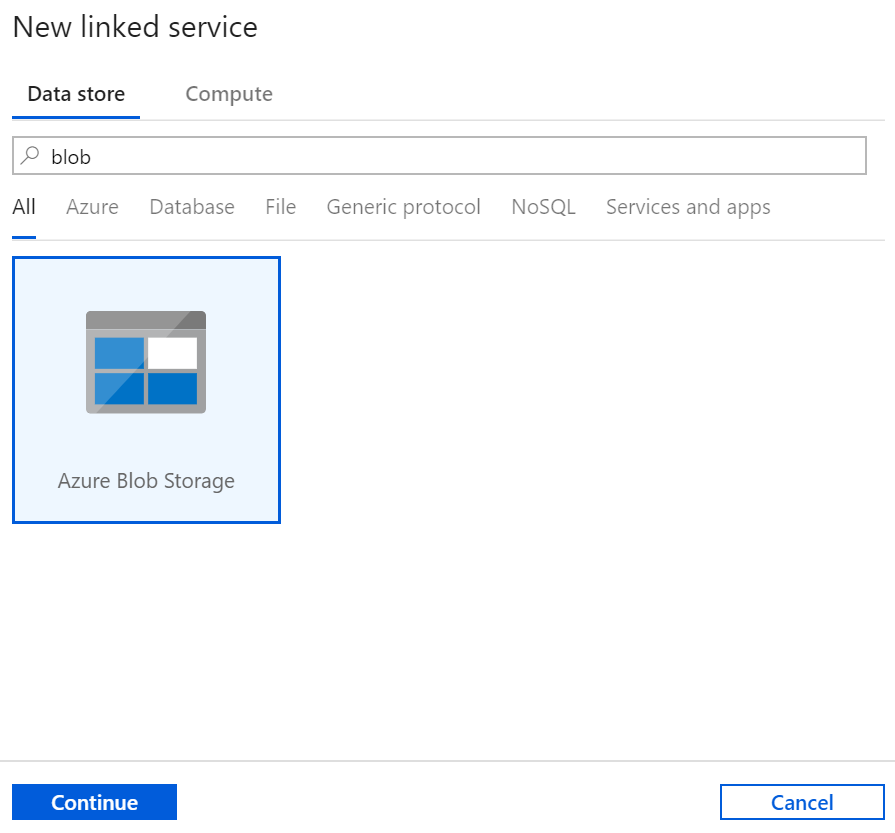 New linked service
Data store Compute
blob
All Azure Database File Generic protocol NoSQL Services and apps
Azure Blob Storage
Continue Cancel